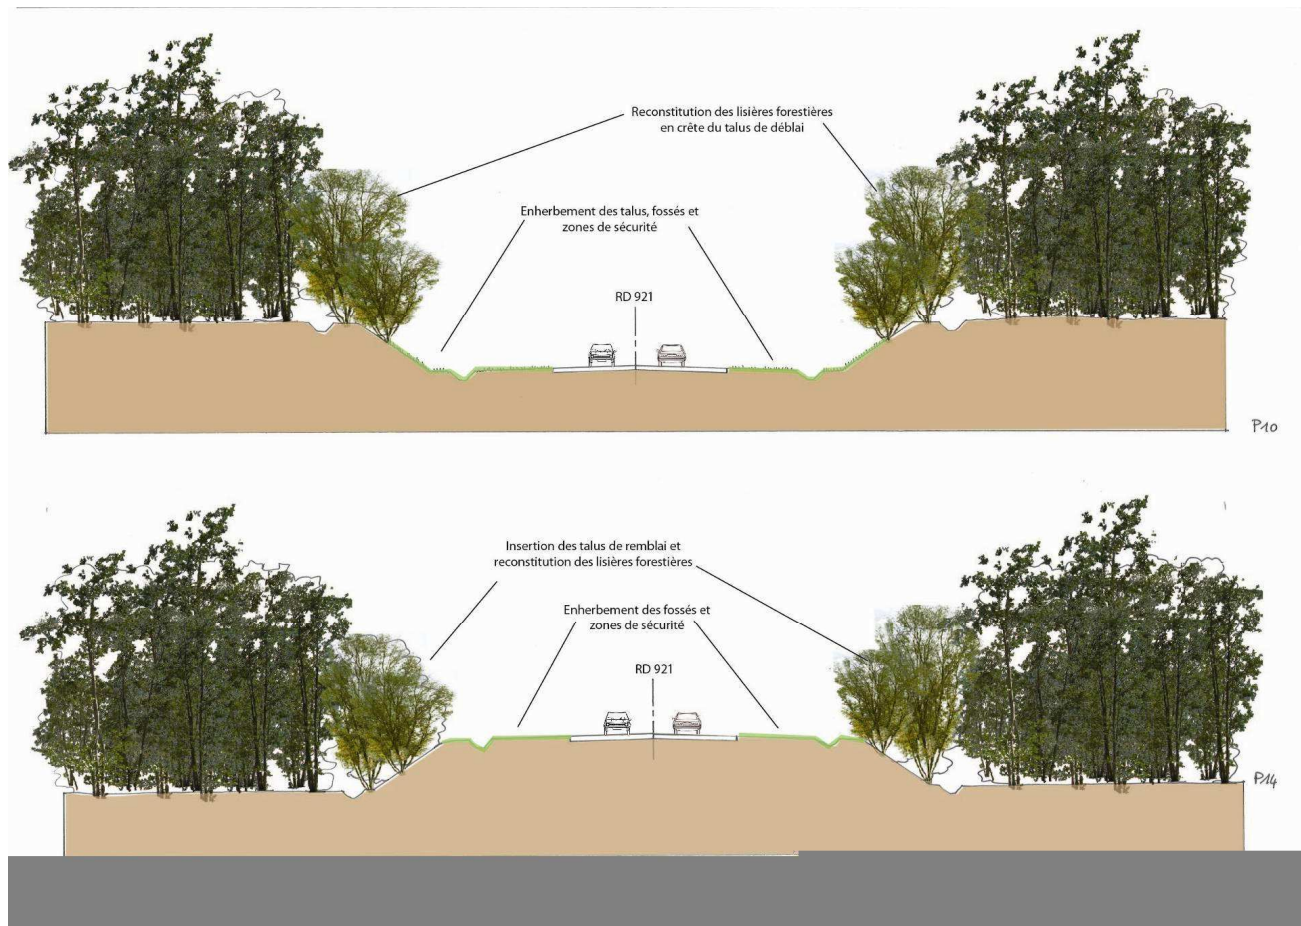 Reconstitution des lisières forestières
en crête du talus de déblai
Enherbement des talus, fossés et
zones de sécurité
RD 921
P10
Insertion des talus de remblai et
reconstitution des lisières forestières
Enherbement des fossés et
zones de sécurité
RD 921
P14